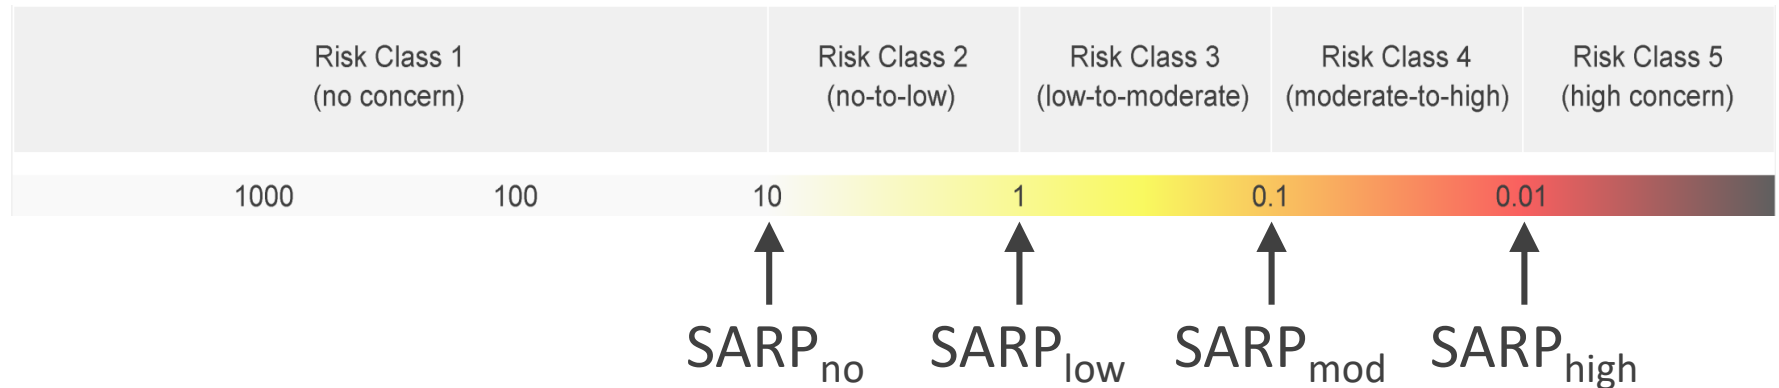 Risk Class 1
(no concern)
Risk Class 2
(no-to-low)
Risk Class 3
(low-to-moderate)
Risk Class 4
(moderate-to-high)
Risk Class 5
(high concern)
1000 100 10 1 0.1 0.01
SARPno SARPlow SARPmod SARPhigh